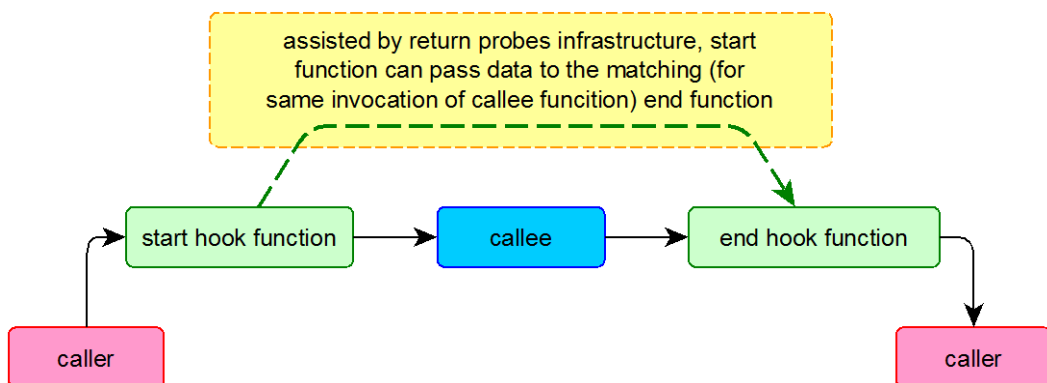 assisted by return probes infrastructure, start
function can pass data to the matching (for
same invocation of callee funcition) end function
start hook function
callee
end hook function
caller
caller